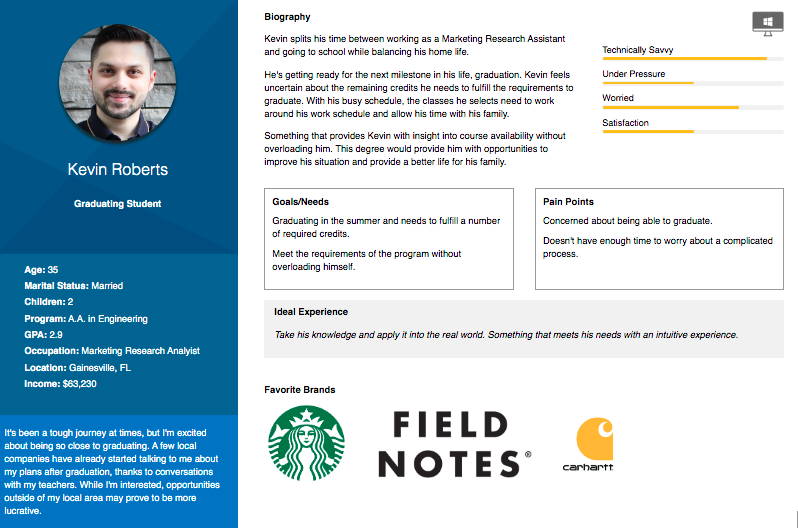 Kevin Roberts
Graduating Student
Age: 35
Marital Status: Married
Children: 2
Program: A.A. in Engineering
GPA: 2.9
Occupation: Marketing Research Analyist
Location: Gainesville, FL
Income: $63,230
It's been a tough journey at times, but I'm excited
about being so close to graduating. A few local
companies have already started talking to me about
my plans after graduation, thanks to conversations
with my teachers. While I'm interested, opportunities
outside of my local area may prove to be more
lucrative.
Biography
Kevin splits his time between working as a Marketing Research Assistant
and going to school while balancing his home life.
He's getting ready for the next milestone in his life, graduation. Kevin feels
uncertain about the remaining credits he needs to fulfill the requirements to
graduate. With his busy schedule, the classes he selects need to work
around his work schedule and allow his time with his family.
Something that provides Kevin with insight into course availability without
overloading him. This degree would provide him with opportunities to
improve his situation and provide a better life for his family.
Technically Savvy
Under Pressure
Worried
Satisfaction
Goals/Needs
Graduating in the summer and needs to fulfill a number
of required credits.
Meet the requirements of the program without
overloading himself.
Pain Points
Concerned about being able to graduate.
Doesn't have enough time to worry about a complicated
process.
Ideal Experience
Take his knowledge and apply it into the real world. Something that meets his needs with an intuitive experience.
Favorite Brands
FIELD
NOTES®
carhartt